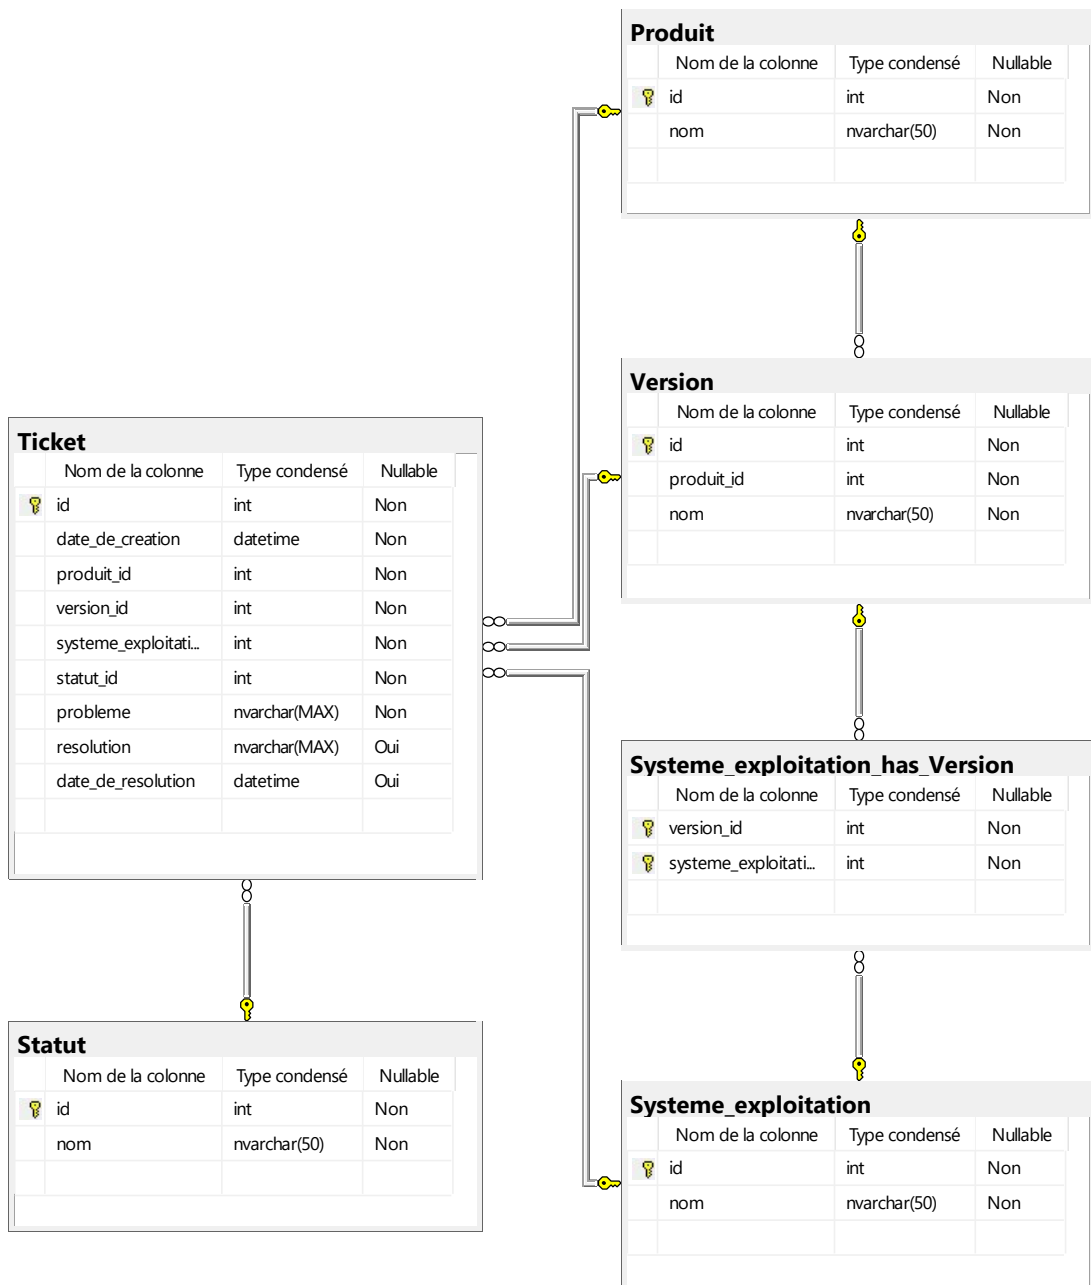 Produit
Nom de la colonne Type condensé Nullable
id int Non
nom nvarchar(50) Non
Version
Nom de la colonne Type condensé Nullable
id int Non
produit_id int Non
nom nvarchar(50) Non
Ticket
Nom de la colonne Type condensé Nullable
id int Non
date_de_creation datetime Non
produit_id int Non
version_id int Non
systeme_exploitati... int Non
statut_id int Non
probleme nvarchar(MAX) Non
resolution nvarchar(MAX) Oui
date_de_resolution datetime Oui
Systeme_exploitation_has_Version
Nom de la colonne Type condensé Nullable
version_id int Non
systeme_exploitati... int Non
Statut
Nom de la colonne Type condensé Nullable
id int Non
nom nvarchar(50) Non
Systeme_exploitation
Nom de la colonne Type condensé Nullable
id int Non
nom nvarchar(50) Non